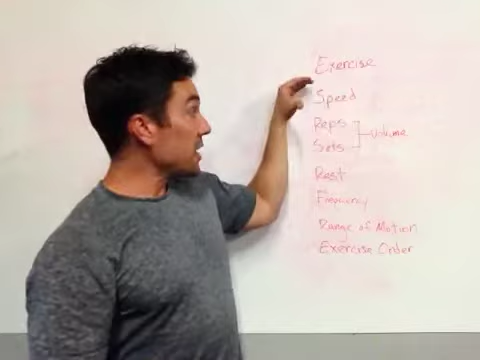 Exercise
Speed
Reps
Volume
Sets
Rest
Frequency
Range of Motion
Exercise Order